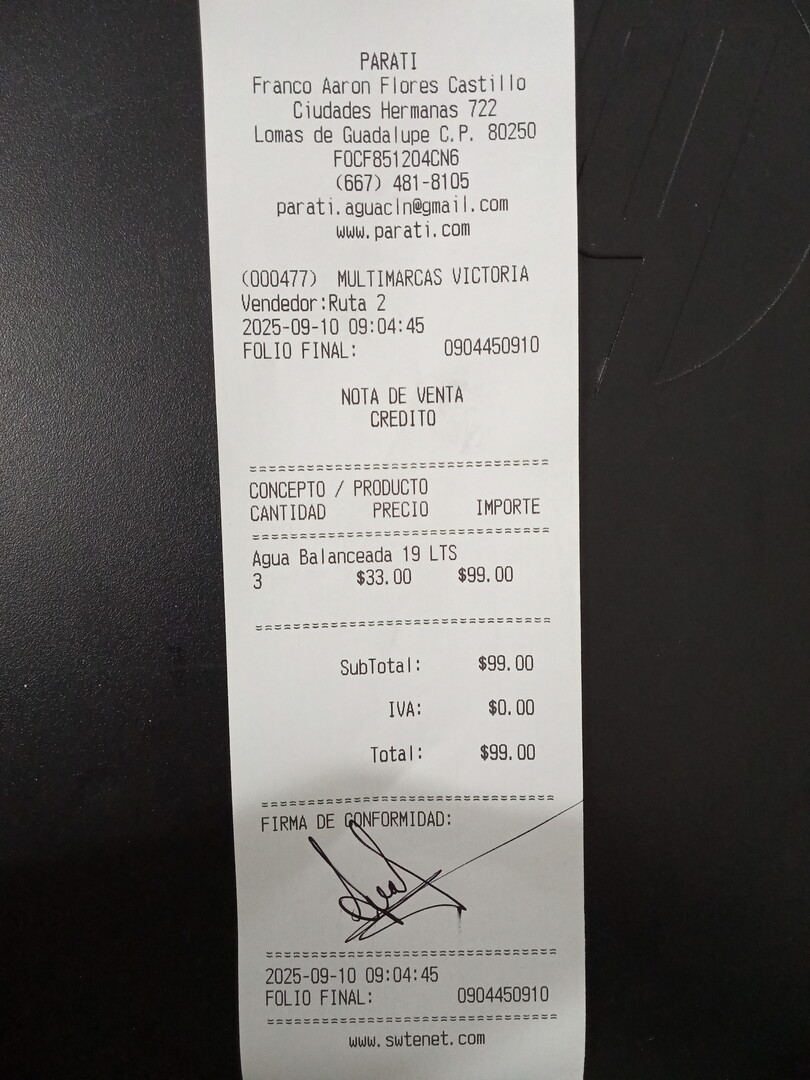 PARATI
Franco Aaron Flores Castillo
Ciudades Hermanas 722
Lomas de Guadalupe C.P. 80250
FOCF851204CN6
(667) 481-8105
parati.aguacln@gmail.com
www.parati.com
(000477) MULTIMARCAS VICTORIA
Vendedor:Ruta 2
2025-09-10 09:04:45
FOLIO FINAL: 0904450910
NOTA DE VENTA
CREDITO
==============================
CONCEPTO / PRODUCTO
CANTIDAD PRECIO IMPORTE
==============================
Agua Balanceada 19 LTS
3 $33.00 $99.00
==============================
SubTotal: $99.00
IVA: $0.00
Total: $99.00
==============================
FIRMA DE CONFORMIDAD:
==============================
2025-09-10 09:04:45
FOLIO FINAL: 0904450910
==============================
www.swtenet.com